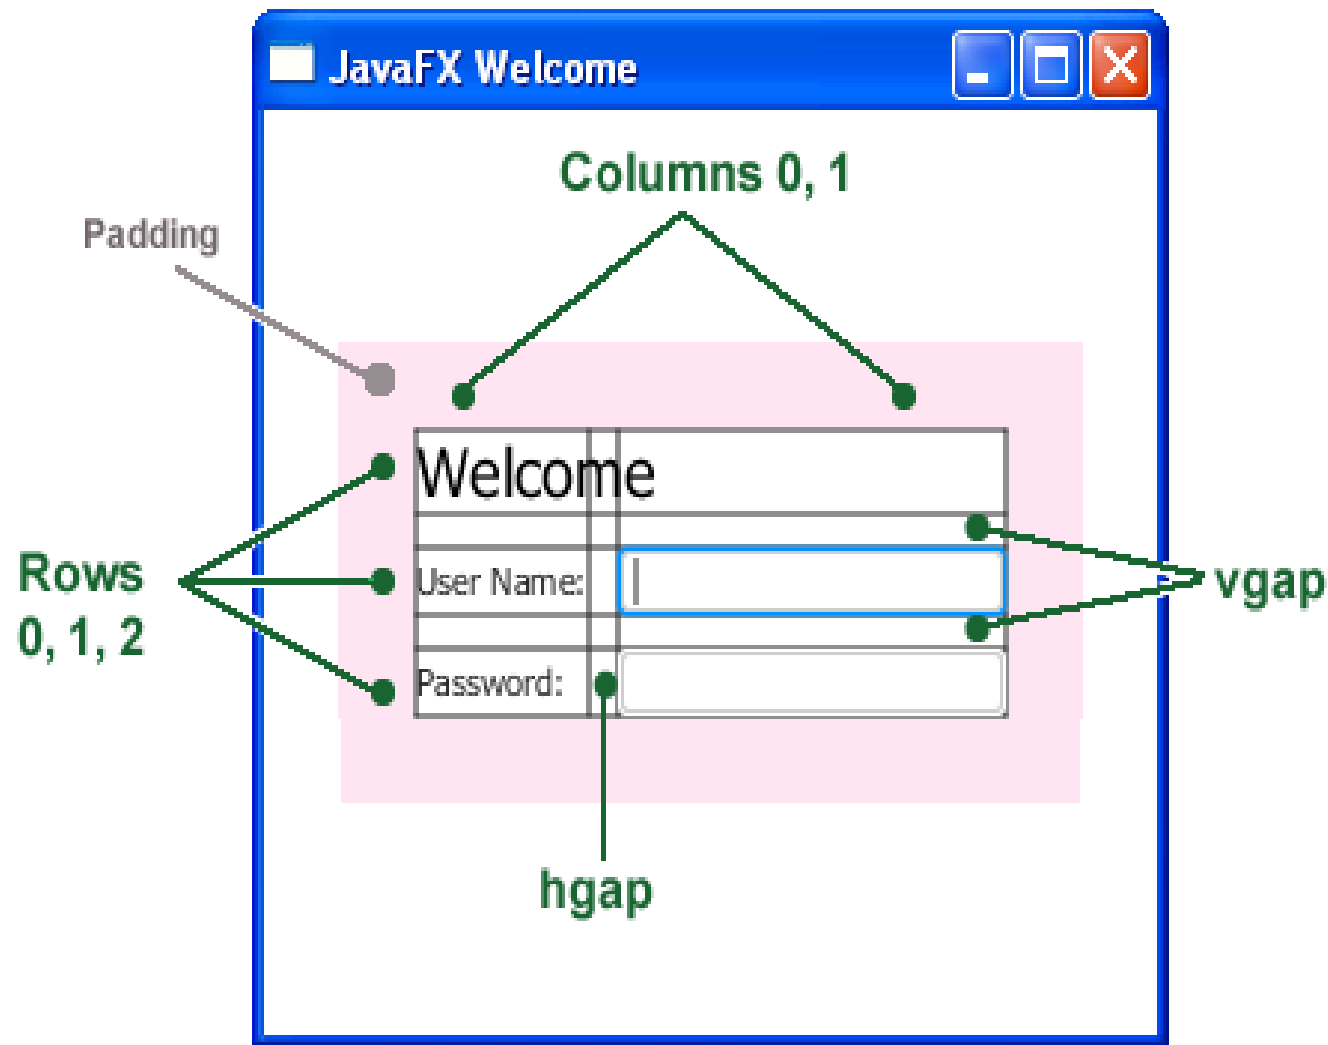 JavaFX Welcome
Columns 0, 1
Padding
Welcome
Rows
0, 1, 2
User Name:
vgap
Password:
hgap